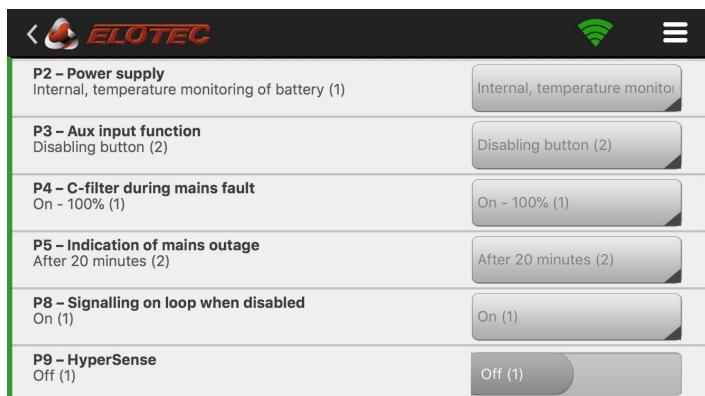 ELOTEC
P2 – Power supply
Internal, temperature monitoring of battery (1)
Internal, temperature monitor
P3 – Aux input function
Disabling button (2)
Disabling button (2)
P4 – C-filter during mains fault
On - 100% (1)
On - 100% (1)
P5 – Indication of mains outage
After 20 minutes (2)
After 20 minutes (2)
P8 – Signalling on loop when disabled
On (1)
On (1)
P9 – HyperSense
Off (1)
Off (1)